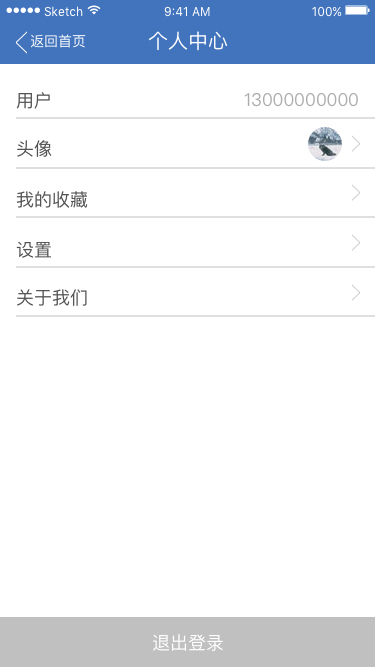 Sketch 9:41 AM 100%
返回首页 个人中心
用户 13000000000
头像
我的收藏
设置
关于我们
退出登录